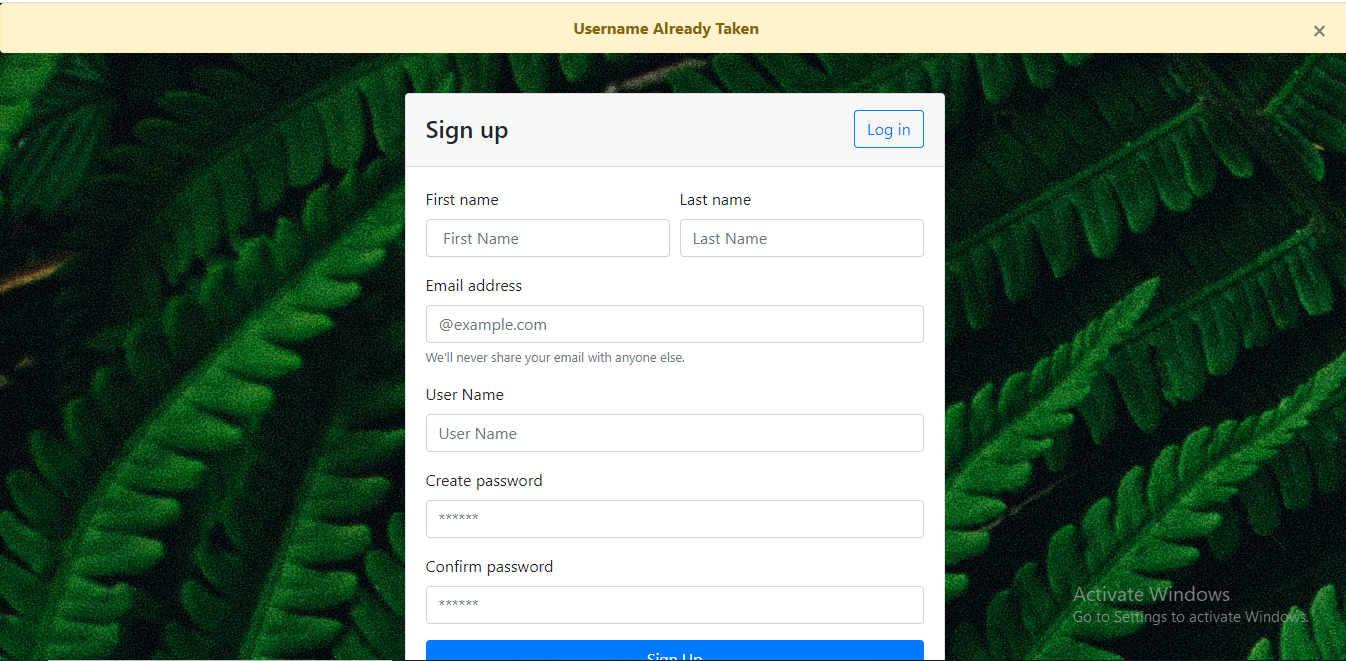 Username Already Taken
×
Sign up
Log in
First name
Last name
First Name
Last Name
Email address
@example.com
We'll never share your email with anyone else.
User Name
User Name
Create password
******
Confirm password
******
Sign Up
Activate Windows
Go to Settings to activate Windows.